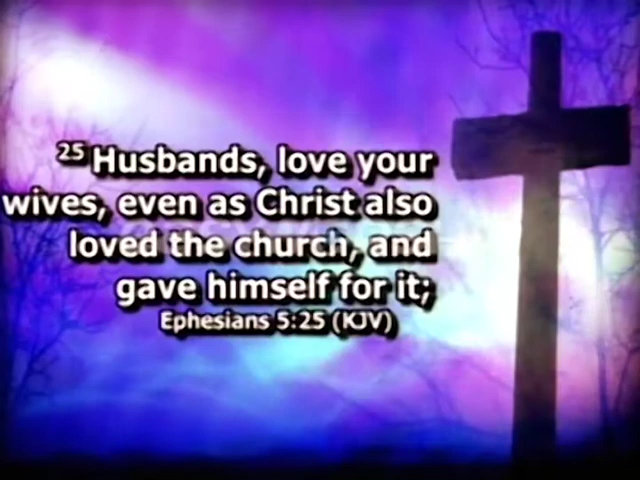 25 Husbands, love your
wives, even as Christ also
loved the church, and
gave himself for it;
Ephesians 5:25 (KJV)